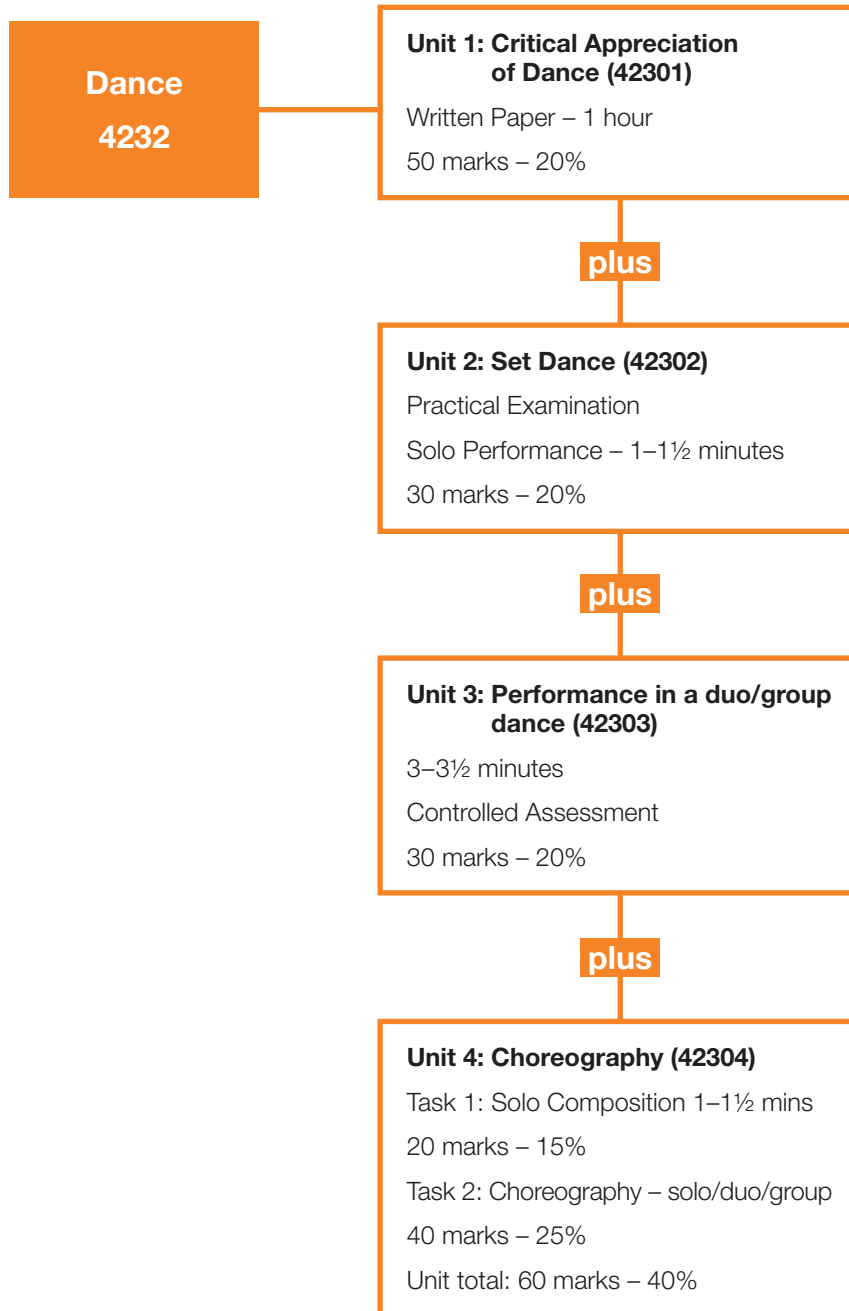 Dance
4232
Unit 1: Critical Appreciation
of Dance (42301)
Written Paper – 1 hour
50 marks – 20%
plus
Unit 2: Set Dance (42302)
Practical Examination
Solo Performance – 1–1½ minutes
30 marks – 20%
plus
Unit 3: Performance in a duo/group
dance (42303)
3–3½ minutes
Controlled Assessment
30 marks – 20%
plus
Unit 4: Choreography (42304)
Task 1: Solo Composition 1–1½ mins
20 marks – 15%
Task 2: Choreography – solo/duo/group
40 marks – 25%
Unit total: 60 marks – 40%